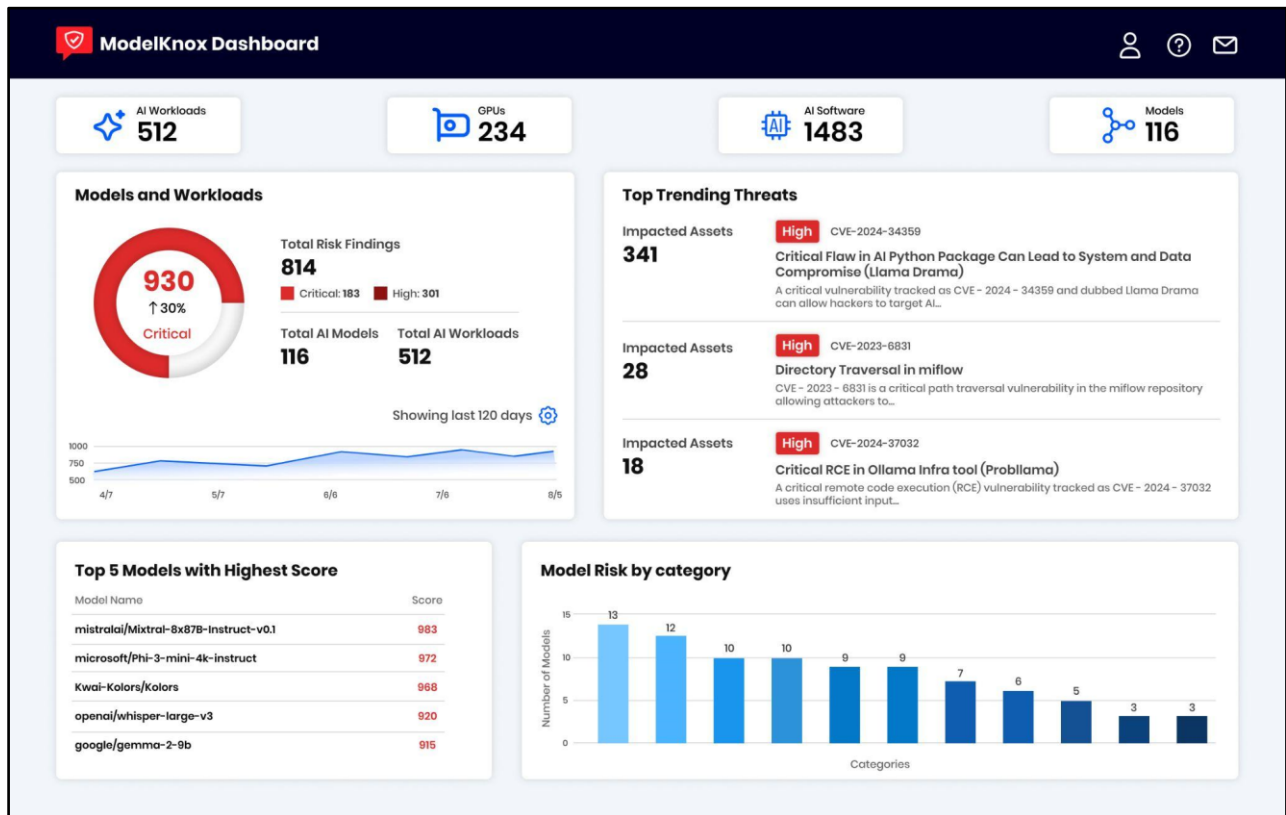 ModelKnox Dashboard
AI Workloads
512
GPUs
234
AI
AI Software
1483
Models
116
Models and Workloads
930
↑ 30%
Critical
Total Risk Findings
814
Critical: 183 High: 301
Total AI Models Total AI Workloads
116 512
Showing last 120 days
1000
750
500
4/7 5/7 6/6 7/6 8/5
Top Trending Threats
Impacted Assets
341
High CVE-2024-34359
Critical Flaw in AI Python Package Can Lead to System and Data
Compromise (Llama Drama)
A critical vulnerability tracked as CVE - 2024 - 34359 and dubbed Llama Drama
can allow hackers to target AI...
Impacted Assets
28
High CVE-2023-6831
Directory Traversal in miflow
CVE - 2023 - 6831 is a critical path traversal vulnerability in the miflow repository
allowing attackers to...
Impacted Assets
18
High CVE-2024-37032
Critical RCE in Ollama Infra tool (Probllama)
A critical remote code execution (RCE) vulnerability tracked as CVE - 2024 - 37032
uses insufficient input...
Top 5 Models with Highest Score
Model Name Score
mistralai/Mixtral-8x87B-Instruct-v0.1 983
microsoft/Phi-3-mini-4k-instruct 972
Kwai-Kolors/Kolors 968
openai/whisper-large-v3 920
google/gemma-2-9b 915
Model Risk by category
Number of Models
15
10
5
0
13 12 10 10 9 9 7 6 5 3 3
Categories